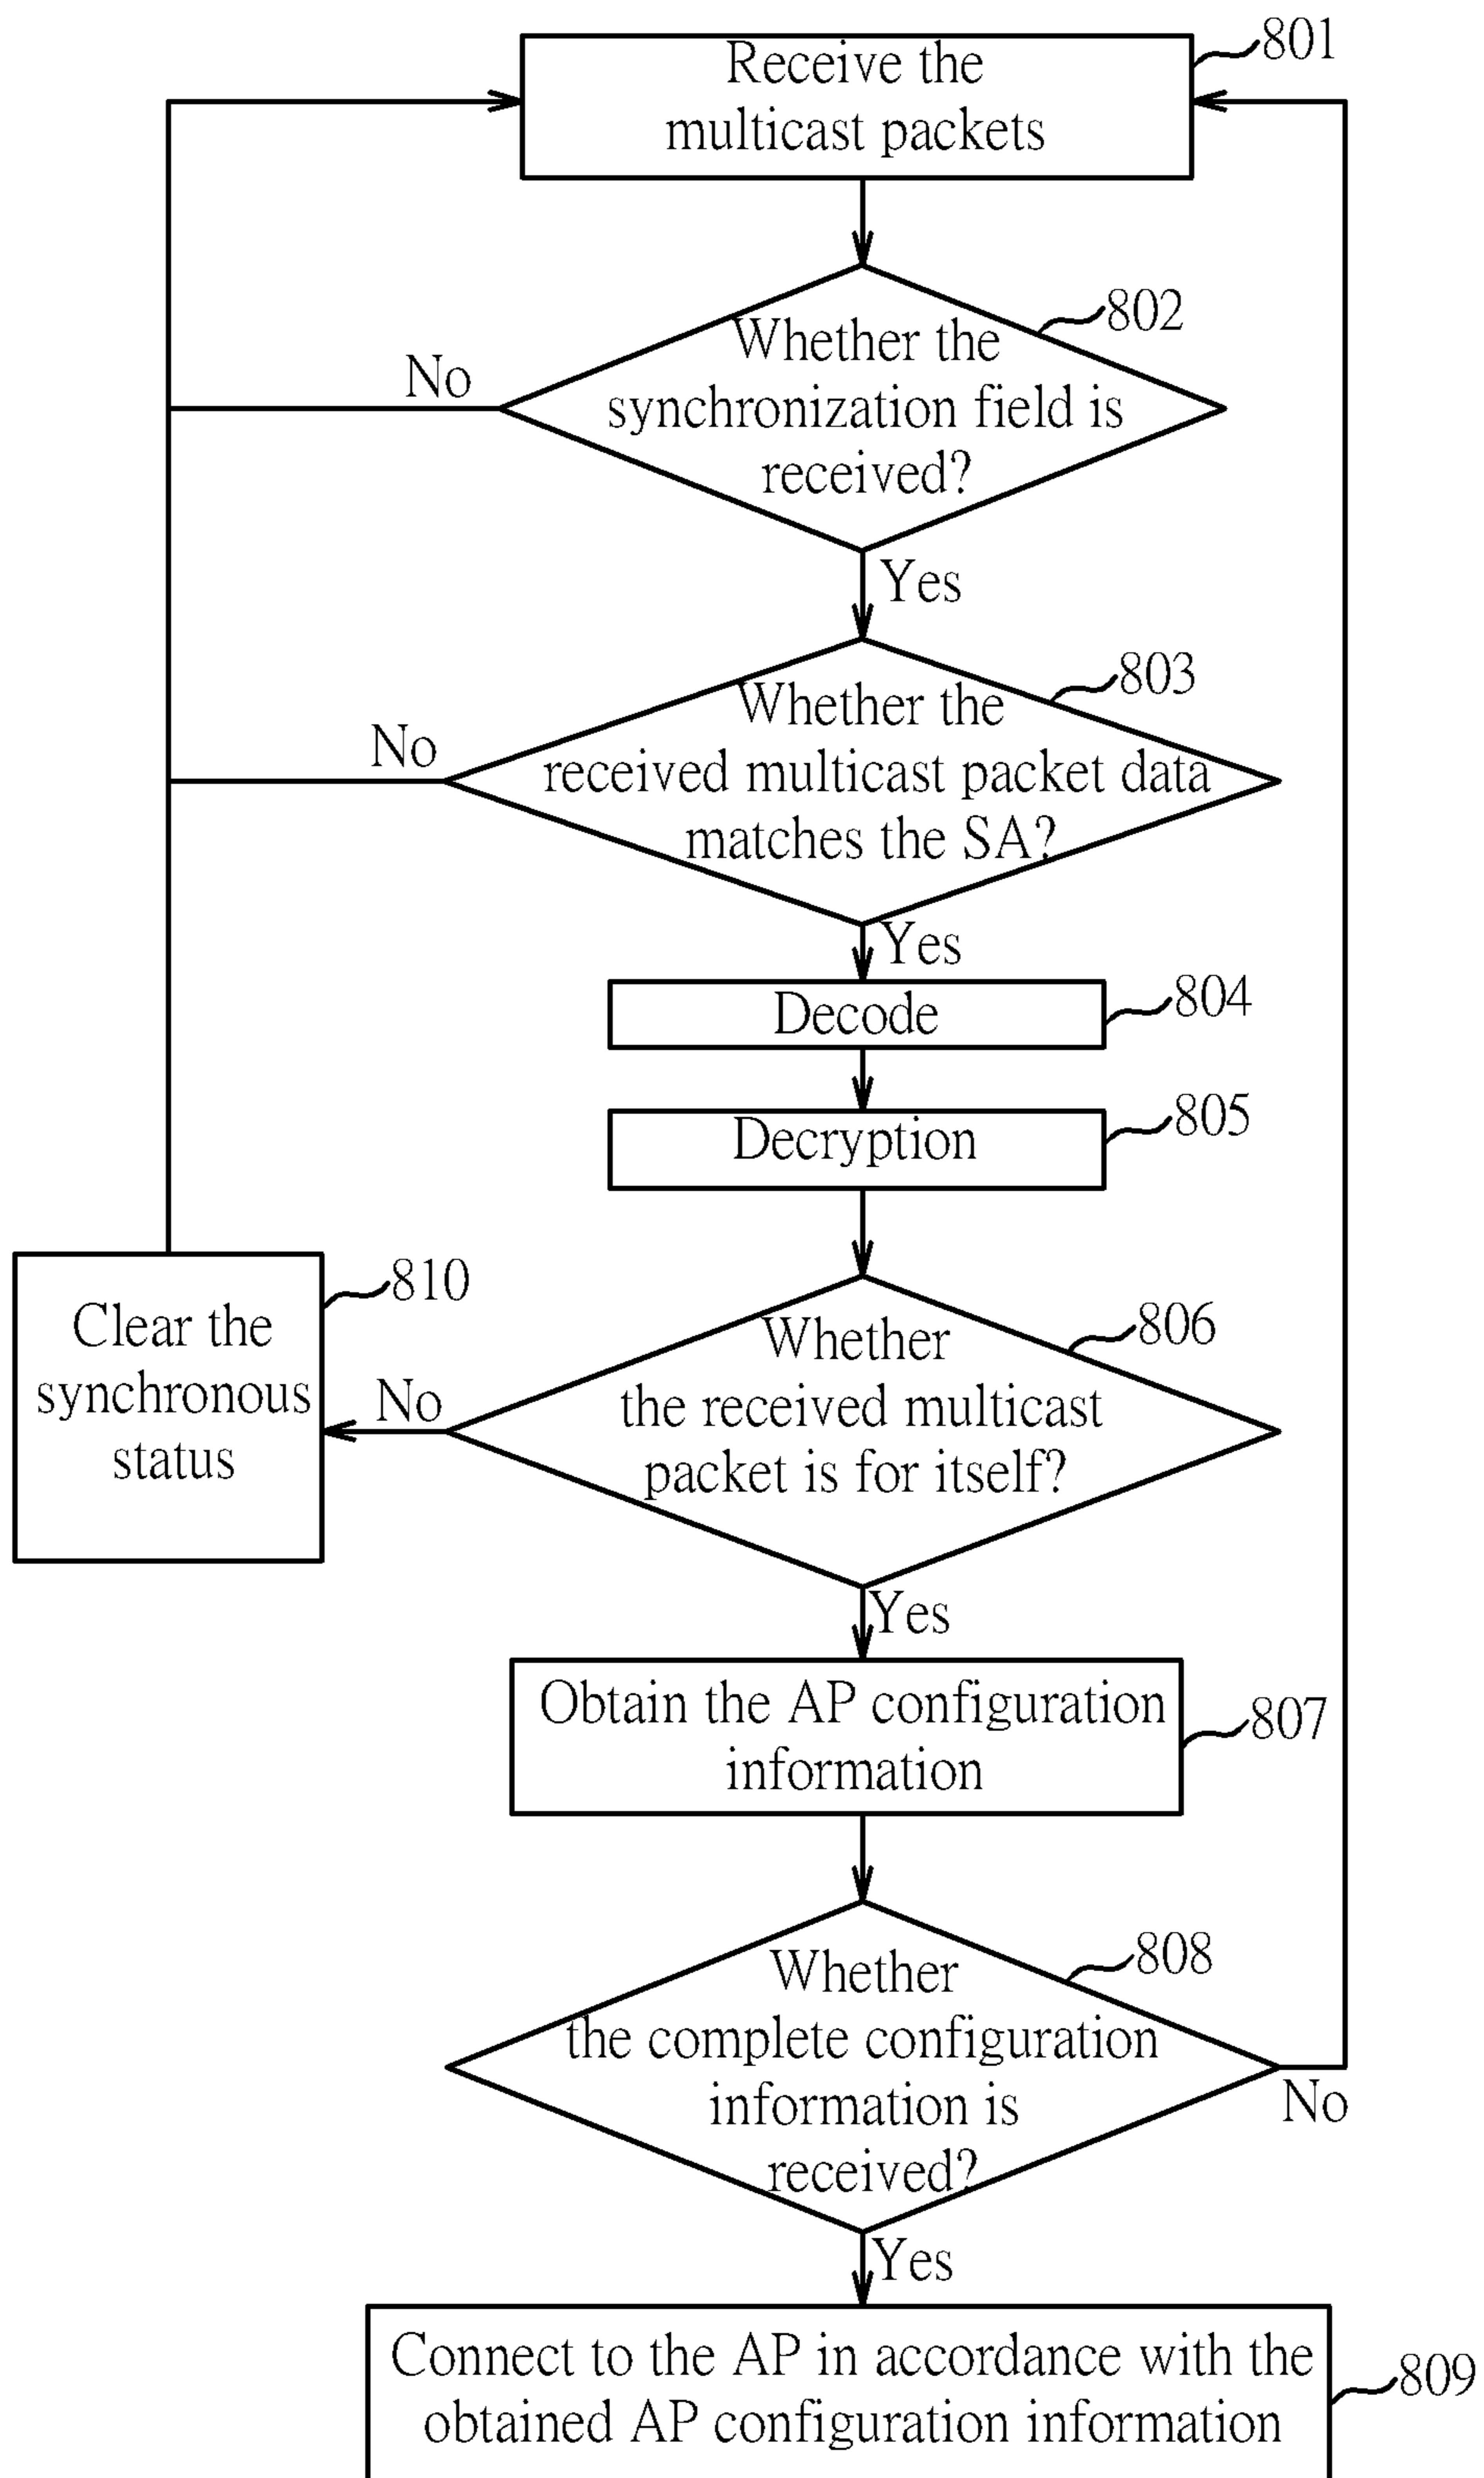 Receive the
multicast packets
801
Whether the
synchronization field is
received?
802
No
Yes
Whether the
received multicast packet data
matches the SA?
803
No
Yes
Decode
804
Decryption
805
Clear the
synchronous
status
810
No
Whether
the received multicast
packet is for itself?
806
Yes
Obtain the AP configuration
information
807
Whether
the complete configuration
information is
received?
808
No
Yes
Connect to the AP in accordance with the
obtained AP configuration information
809